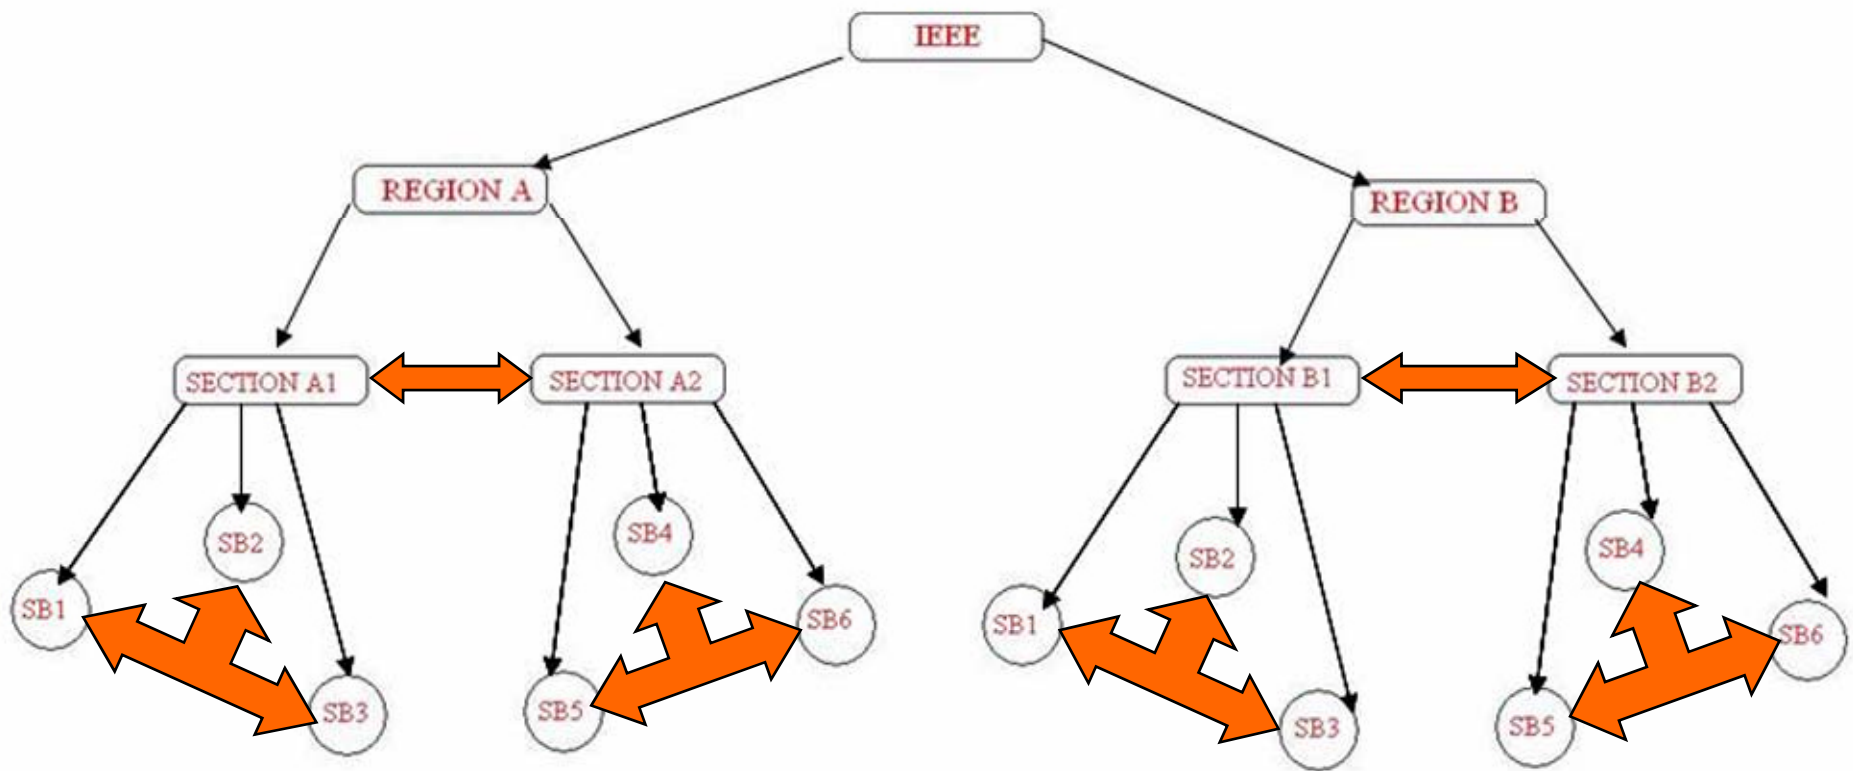 IEEE
REGION A
REGION B
SECTION A1
SECTION A2
SECTION B1
SECTION B2
SB1
SB2
SB3
SB4
SB5
SB6
SB1
SB2
SB3
SB4
SB5
SB6